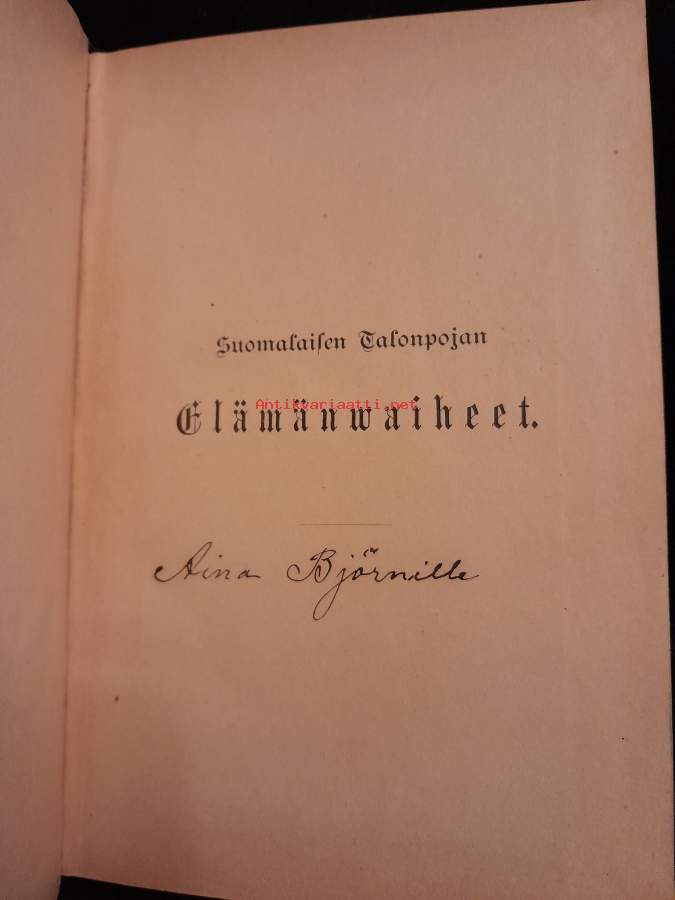 Suomalaisen Talonpojan
Elämänwaiheet.
Antikvariaatti.net
Aina Björnille